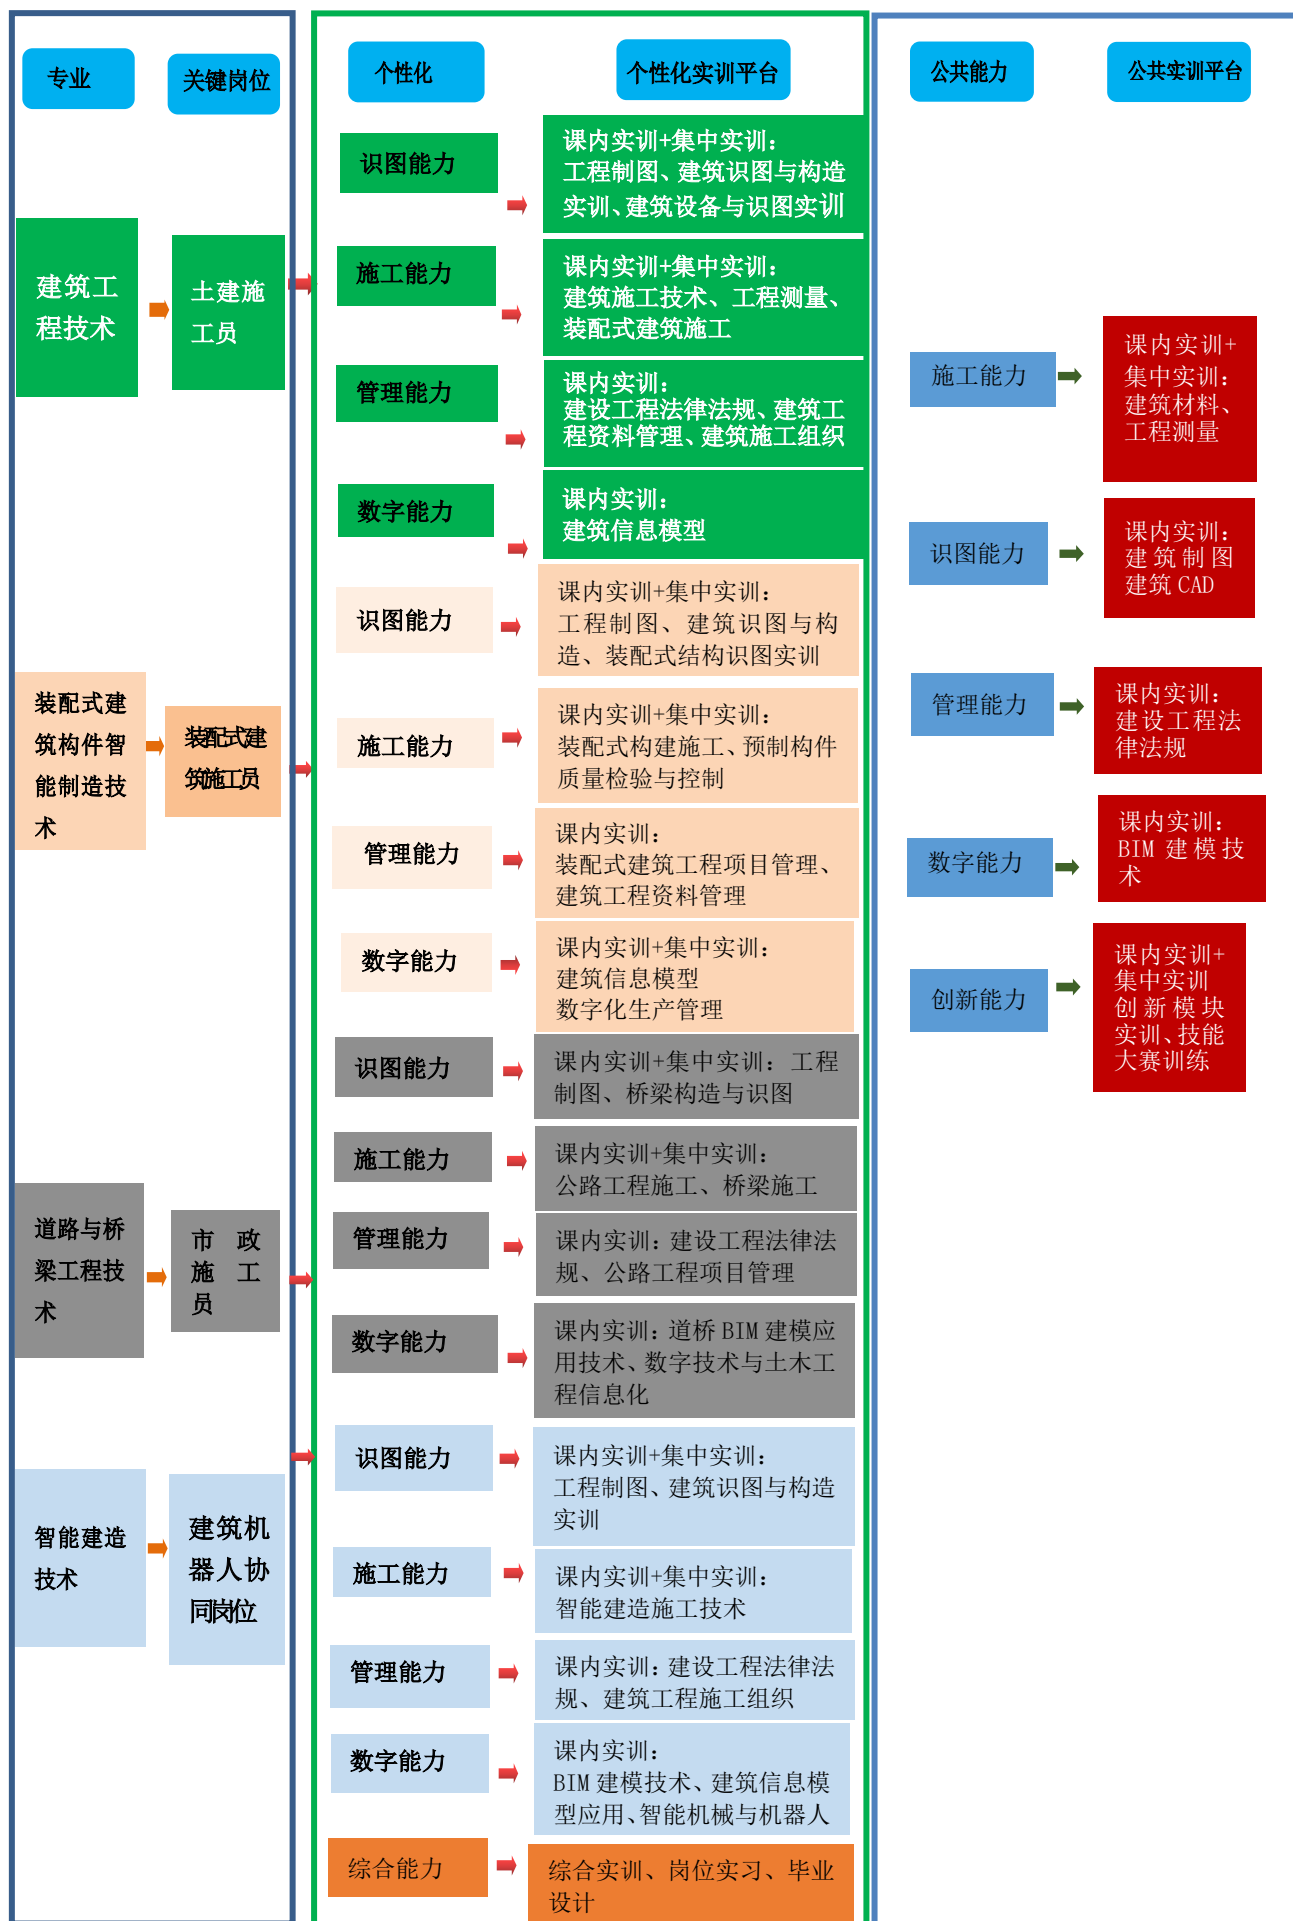 专业
关键岗位
个性化
个性化实训平台
公共能力
公共实训平台
建筑工
程技术
土建施
工员
识图能力
课内实训+集中实训：
工程制图、建筑识图与构造
实训、建筑设备与识图实训
施工能力
课内实训+集中实训：
建筑施工技术、工程测量、
装配式建筑施工
管理能力
课内实训：
建设工程法律法规、建筑工
程资料管理、建筑施工组织
数字能力
课内实训：
建筑信息模型
装配式建
筑构件智
能制造技
术
装配式建
筑施工员
识图能力
课内实训+集中实训：
工程制图、建筑识图与构
造、装配式结构识图实训
施工能力
课内实训+集中实训：
装配式构建施工、预制构件
质量检验与控制
管理能力
课内实训：
装配式建筑工程项目管理、
建筑工程资料管理
数字能力
课内实训+集中实训：
建筑信息模型
数字化生产管理
道路与桥
梁工程技
术
市政
施工
员
识图能力
课内实训+集中实训：工程
制图、桥梁构造与识图
施工能力
课内实训+集中实训：
公路工程施工、桥梁施工
管理能力
课内实训：建设工程法律法
规、公路工程项目管理
数字能力
课内实训：道桥 BIM 建模应
用技术、数字技术与土木工
程信息化
智能建造
技术
建筑机
器人协
同岗位
识图能力
课内实训+集中实训：
工程制图、建筑识图与构造
实训
施工能力
课内实训+集中实训：
智能建造施工技术
管理能力
课内实训：建设工程法律法
规、建筑工程施工组织
数字能力
课内实训：
BIM 建模技术、建筑信息模
型应用、智能机械与机器人
综合能力
综合实训、岗位实习、毕业
设计
施工能力
课内实训+
集中实训：
建筑材料、
工程测量
识图能力
课内实训：
建筑制图
建筑 CAD
管理能力
课内实训：
建设工程法
律法规
数字能力
课内实训：
BIM 建模技
术
创新能力
课内实训+
集中实训
创新模块
实训、技能
大赛训练